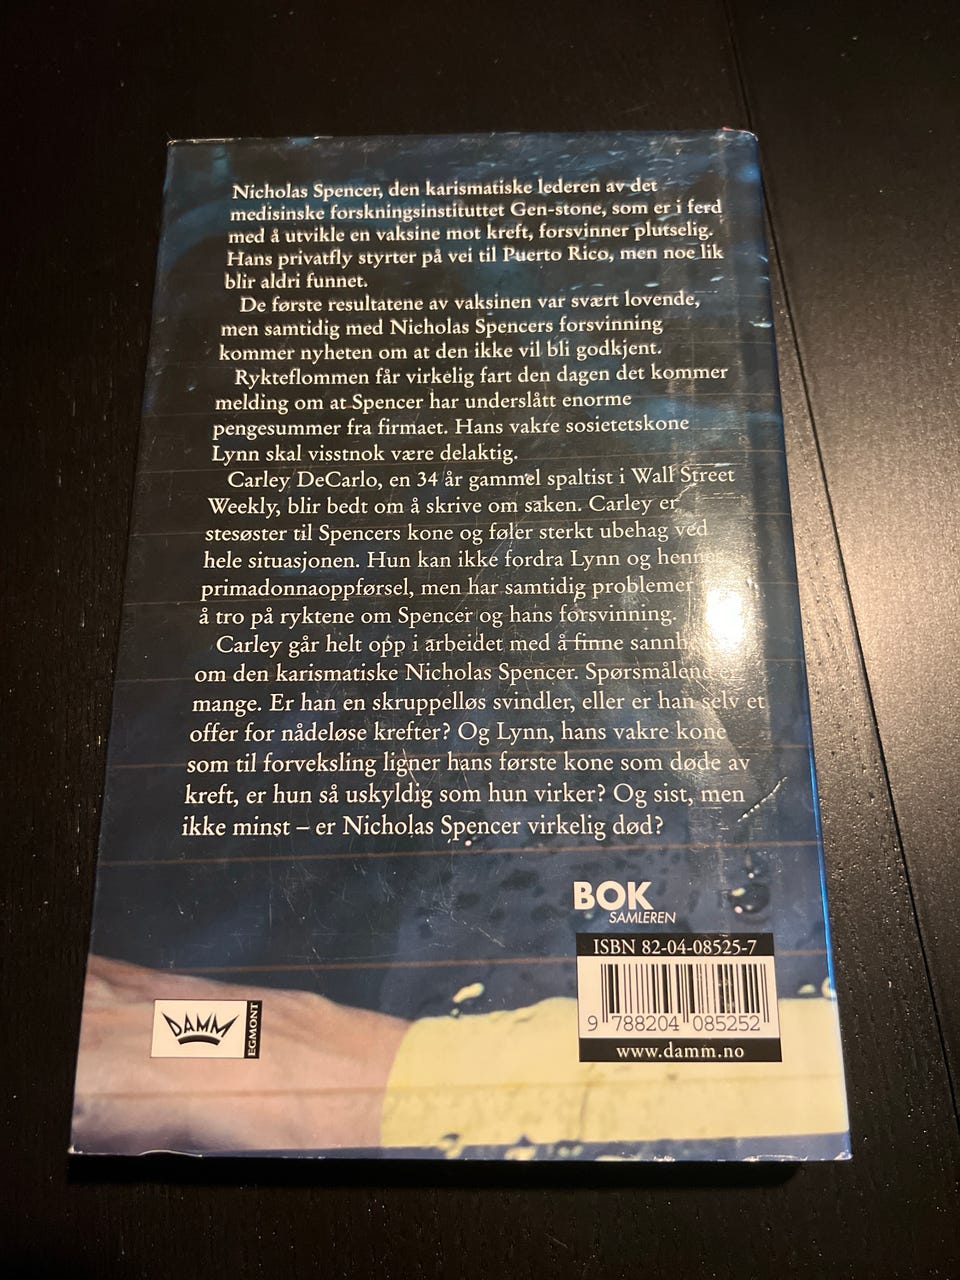 Nicholas Spencer, den karismatiske lederen av det
medisinske forskningsinstituttet Gen-stone, som er i ferd
med å utvikle en vaksine mot kreft, forsvinner plutselig.
Hans privatfly styrter på vei til Puerto Rico, men noe lik
blir aldri funnet.
De første resultatene av vaksinen var svært lovende,
men samtidig med Nicholas Spencers forsvinning
kommer nyheten om at den ikke vil bli godkjent.
Rykteflommen får virkelig fart den dagen det kommer
melding om at Spencer har underslått enorme
pengesummer fra firmaet. Hans vakre sosietetskone
Lynn skal visstnok være delaktig.
Carley DeCarlo, en 34 år gammel spaltist i Wall Street
Weekly, blir bedt om å skrive om saken. Carley er
stesøster til Spencers kone og føler sterkt ubehag ved
hele situasjonen. Hun kan ikke fordra Lynn og hennes
primadonnaoppførsel, men har samtidig problemer
å tro på ryktene om Spencer og hans forsvinning.
Carley går helt opp i arbeidet med å finne
om den karismatiske Nicholas Spencer. Spørsmålene er
mange. Er han en skruppelløs svindler, eller er han selv et
offer for nådeløse krefter? Og Lynn, hans vakre kone
som til forveksling ligner hans første kone som døde av
kreft, er hun så uskyldig som hun virker? Og sist, men
ikke minst – er Nicholas Spencer virkelig død?
BOK
SAMLEREN
ISBN 82-04-08525-7
9 788204 085252
www.damm.no
DAMM
EGMONT